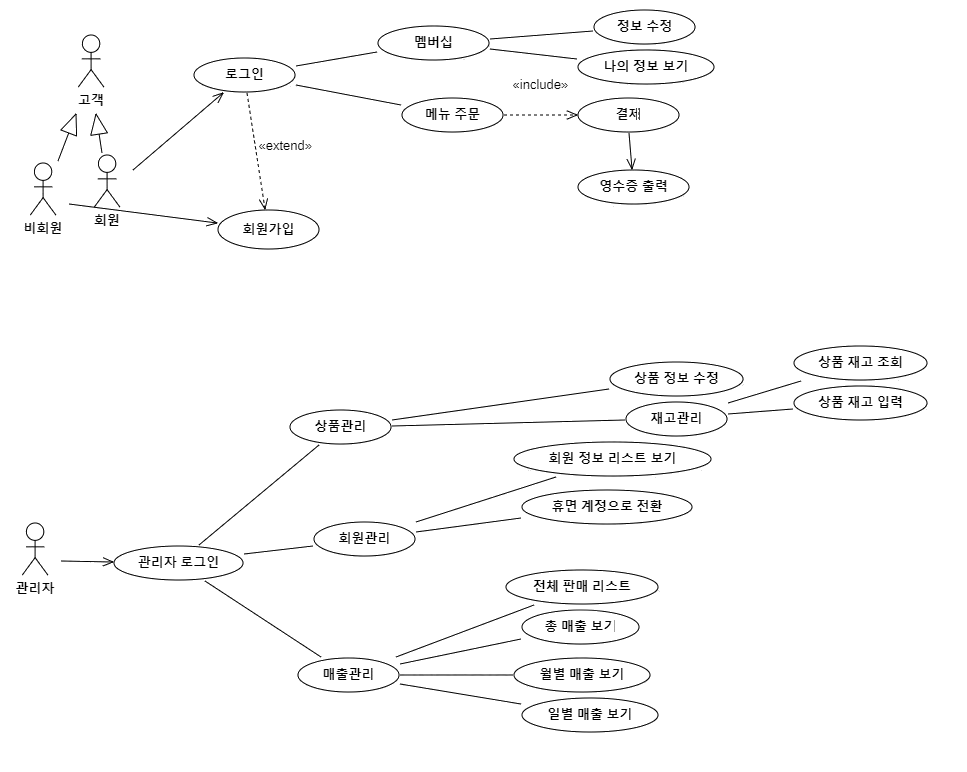 정보 수정
멤버십
나의 정보 보기
로그인
«include»
고객
메뉴 주문
결제
«extend»
영수증 출력
비회원
회원
회원가입
상품 재고 조회
상품 정보 수정
상품 재고 입력
재고관리
상품관리
회원 정보 리스트 보기
휴면 계정으로 전환
회원관리
관리자 로그인
관리자
전체 판매 리스트
총 매출 보기
매출관리
월별 매출 보기
일별 매출 보기